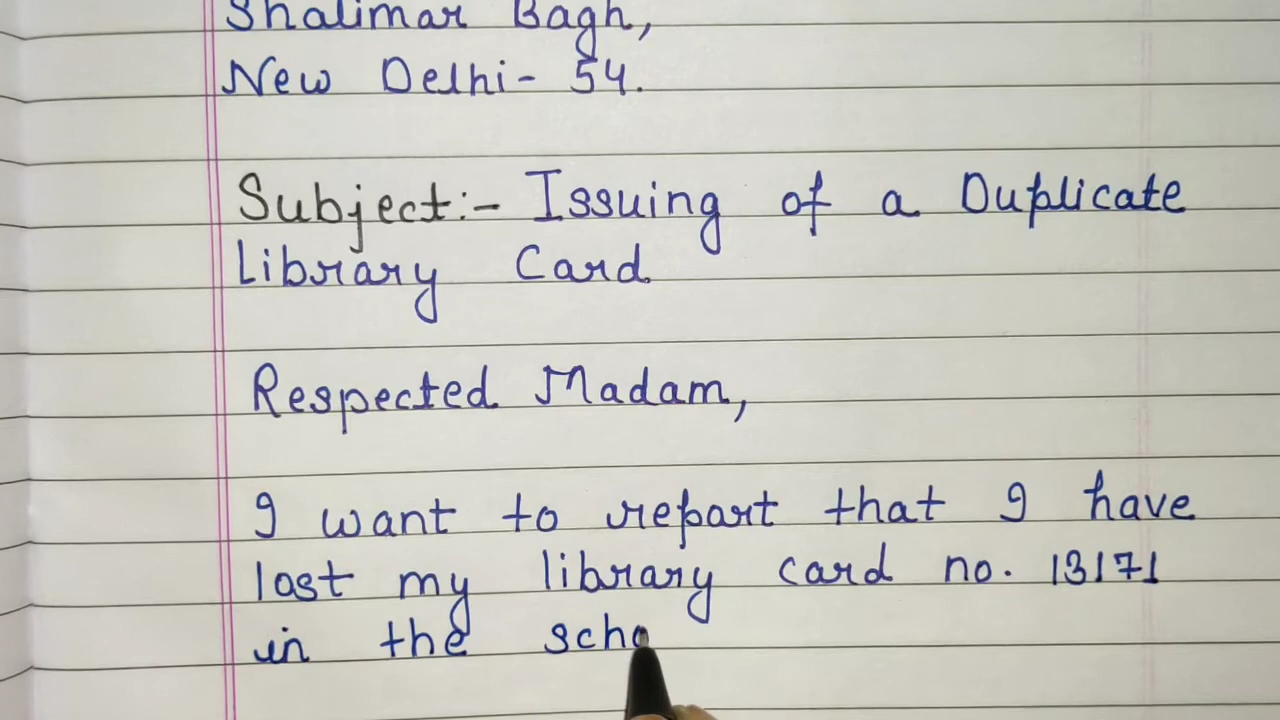 Shalimar Bagh,
New Delhi- 54.
Subject:- Issuing of a Duplicate
Library Card
Respected Madam,
I want to report that I have
lost my library card no. 13171
in the scho